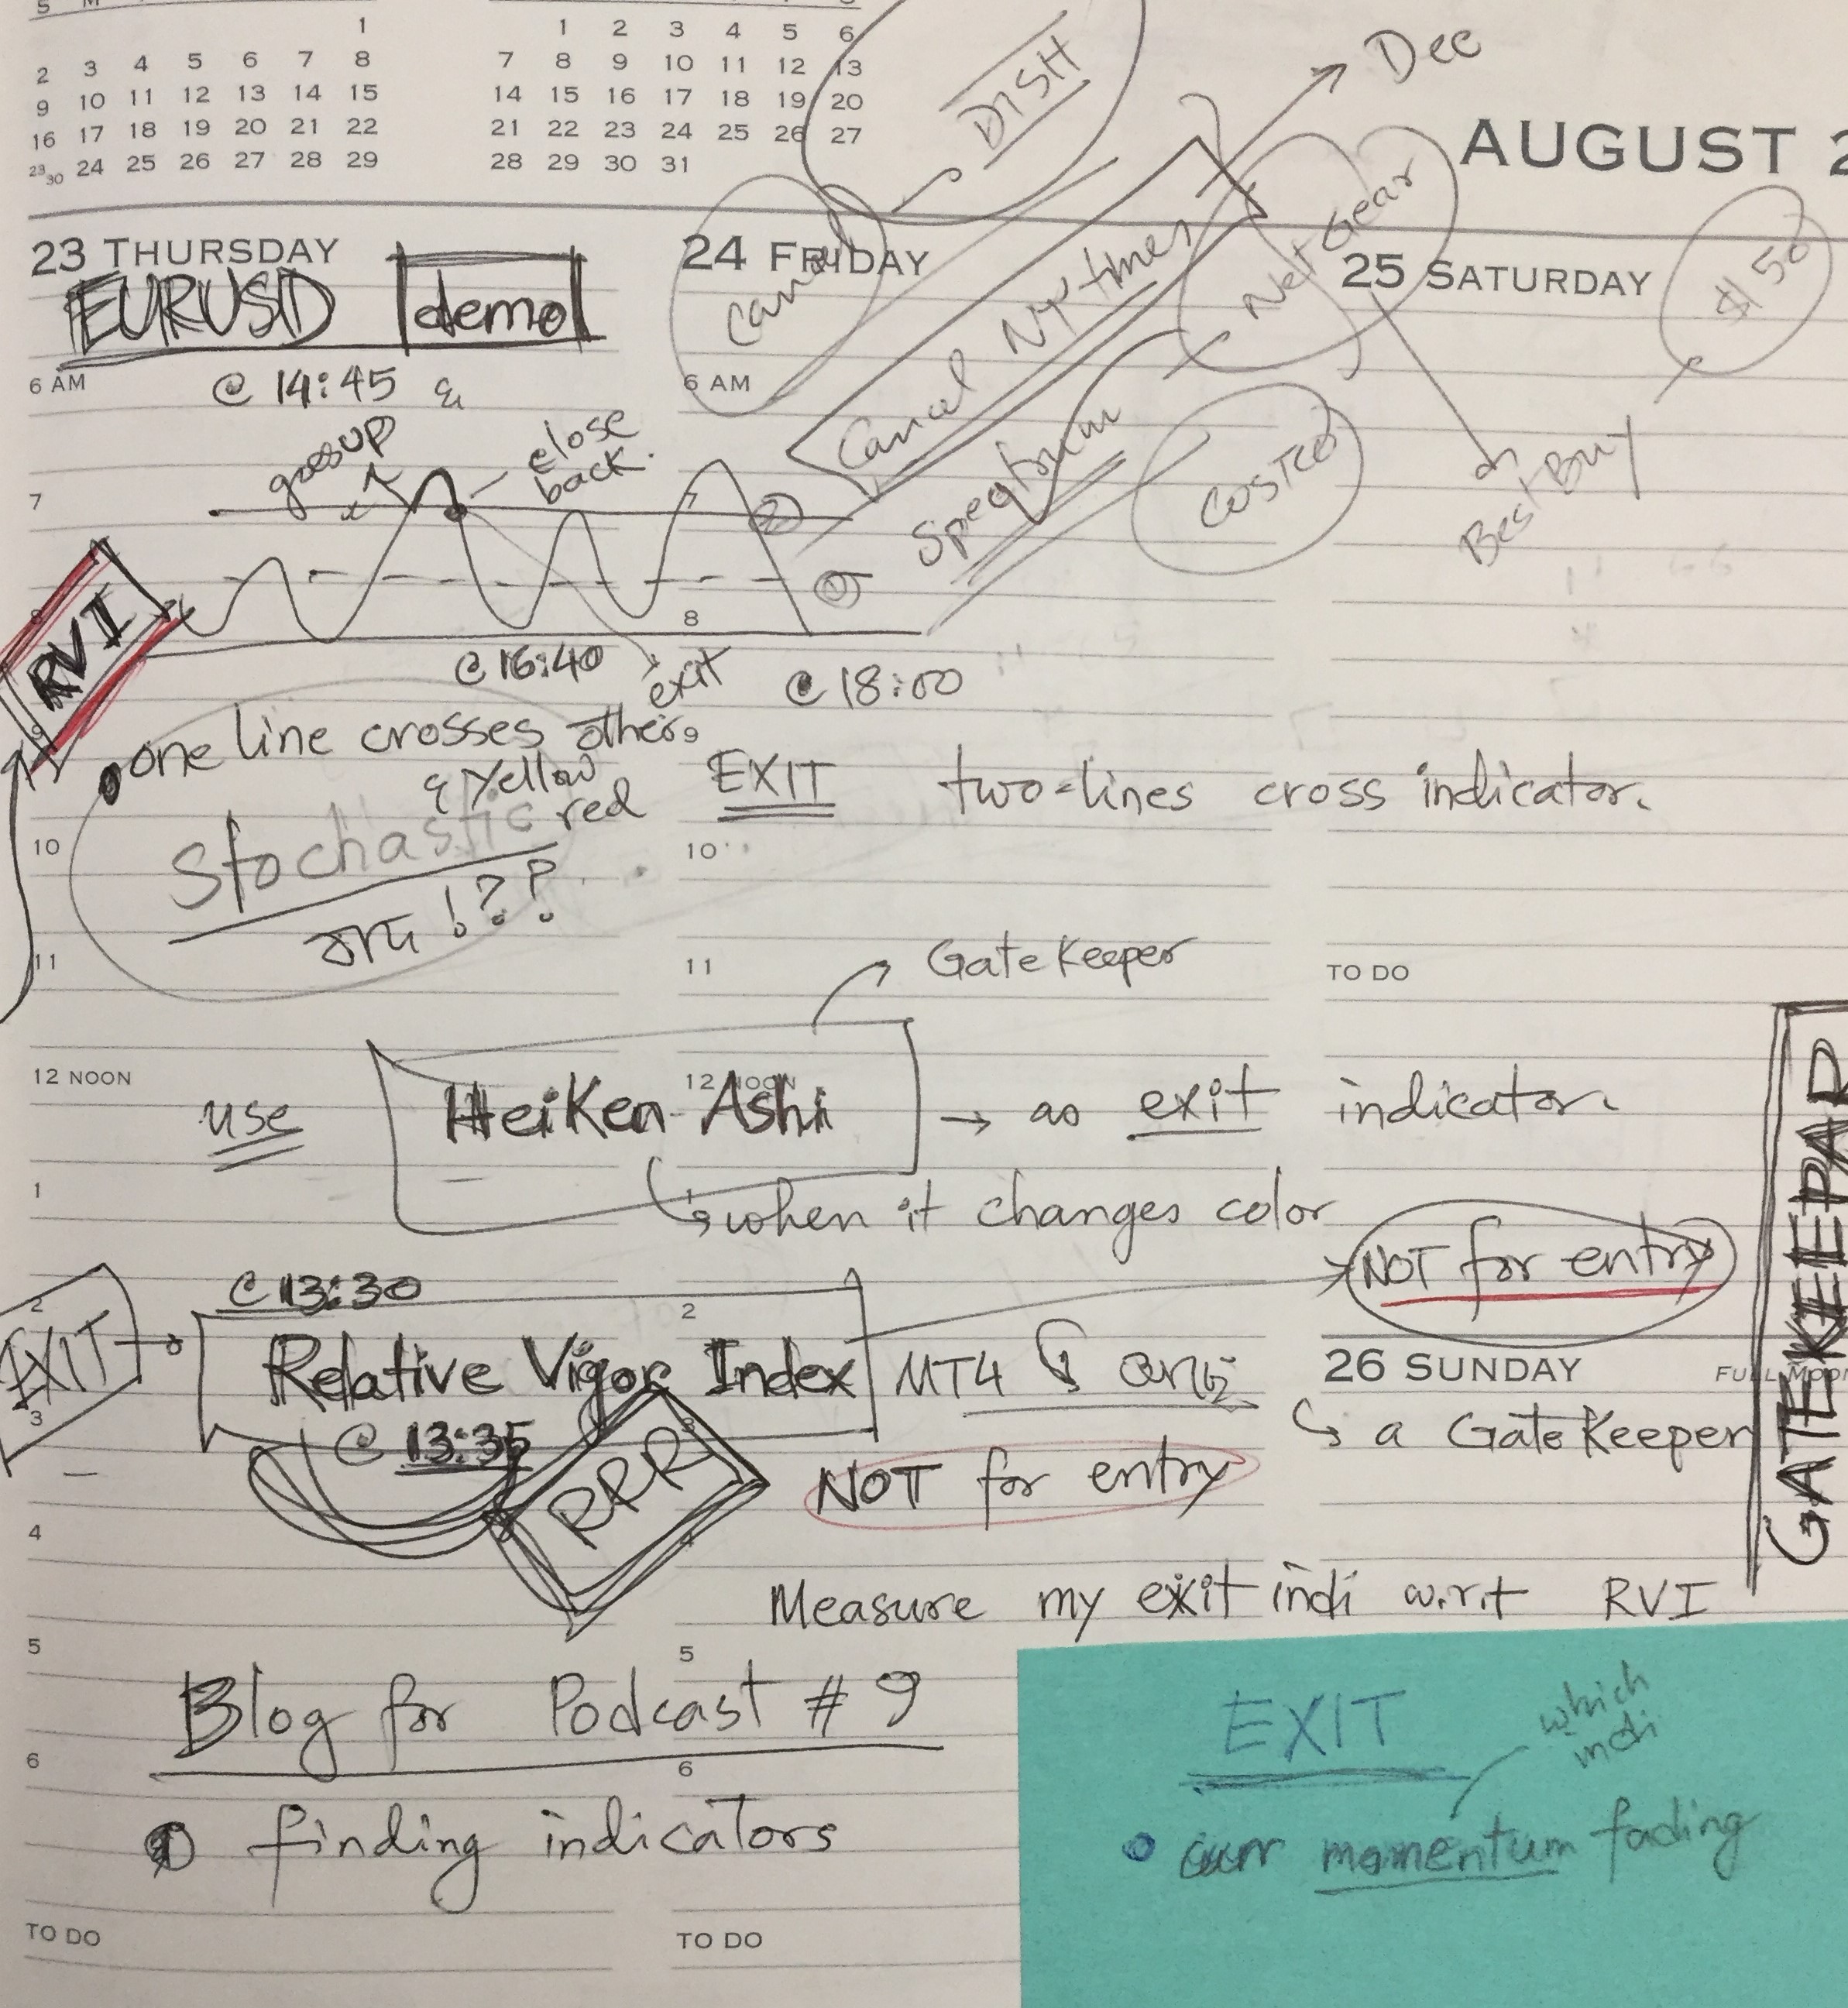 S M
1
2 3 4 5 6 7 8
9 10 11 12 13 14 15
16 17 18 19 20 21 22
23 30 24 25 26 27 28 29
1 2 3 4 5 6
7 8 9 10 11 12 13
14 15 16 17 18 19 20
21 22 23 24 25 26 27
28 29 30 31
DISH
Dec
AUGUST 2
23 THURSDAY
EURUSD demo
@ 14:45 &
goes up
close
back.
24 FRIDAY
Cancel
Cancel NYtimes
Net Gear
Spectrum
COSTCO
25 SATURDAY
$150
Best Buy
6 AM
6 AM
7
7
8
8
RVI
@ 16:40
exit
@ 18:00
9
one line crosses other,
& Yellow
red
EXIT two-lines cross indicator.
Stochastic
!??
10
10
11
11
Gate Keeper
TO DO
12 NOON
12 NOON
use Heiken Ashi → as exit indicator
1
1
when it changes color
NOT for entry
GATEKEEPAR
@ 13:30
2
2
EXIT → Relative Vigor Index MT4
26 SUNDAY
FULL MOON
3
3
@ 13:35
a GateKeeper
RRR
NOT for entry
4
4
Measure my exit indi w.r.t RVI
5
5
Blog for Podcast # 9
6
6
finding indicators
EXIT
which
indi
curr momentum fading
TO DO
TO DO